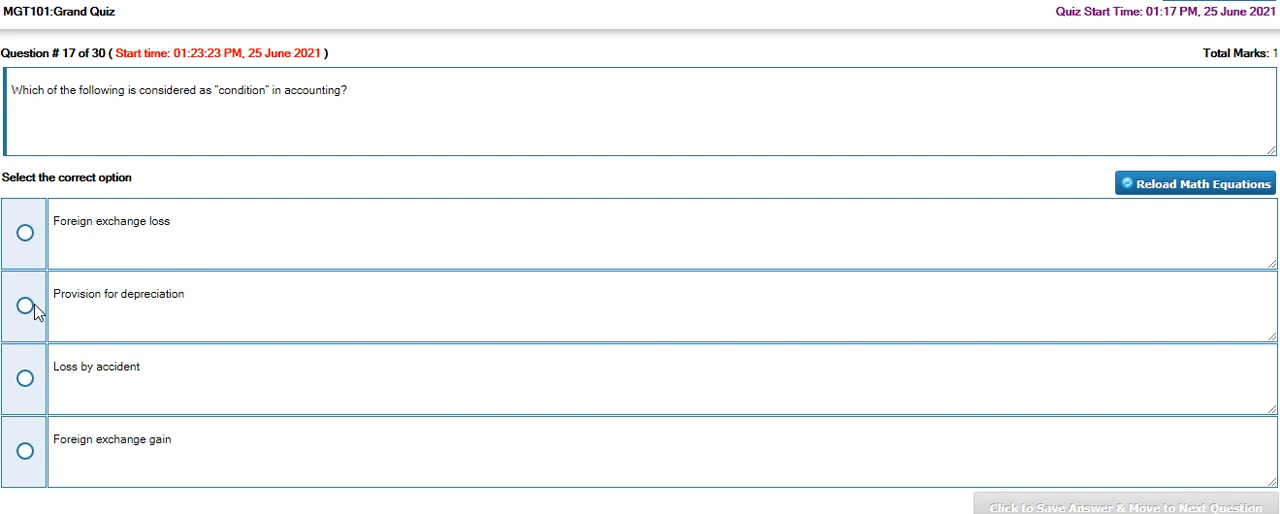 MGT101:Grand Quiz
Quiz Start Time: 01:17 PM, 25 June 2021
Question # 17 of 30 ( Start time: 01:23:23 PM, 25 June 2021 )
Total Marks: 1
Which of the following is considered as "condition" in accounting?
Select the correct option
Reload Math Equations
Foreign exchange loss
Provision for depreciation
Loss by accident
Foreign exchange gain
Click to Save Answer & Move to Next Question